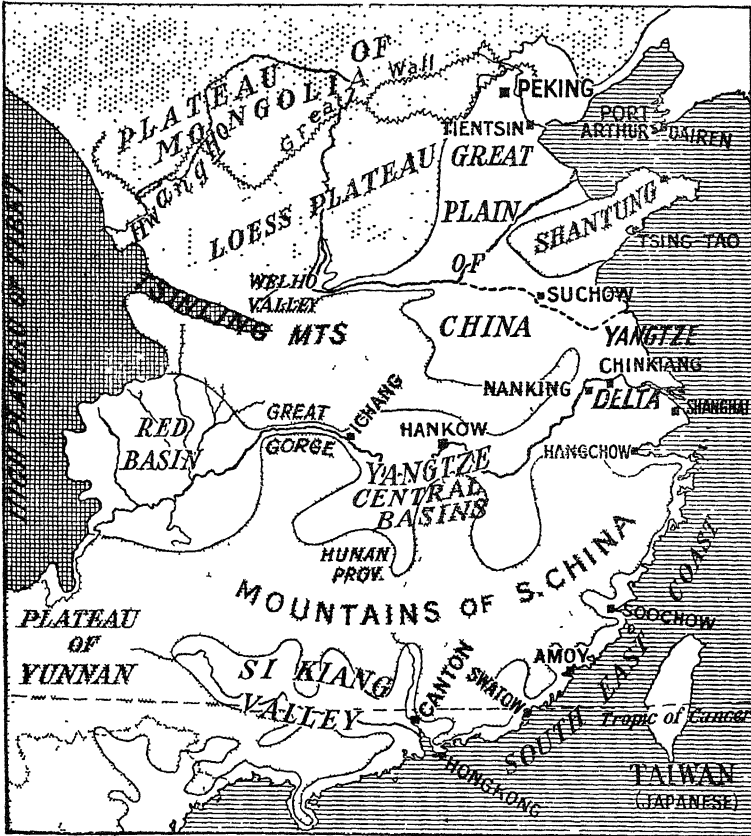 PLATEAU OF
MONGOLIA
Great Wall
Hwang Ho
PEKING
TIENTSIN
PORT
ARTHUR
DAIREN
LOESS PLATEAU
GREAT
PLAIN
OF
CHINA
SHANTUNG
TSING-TAO
HIGH PLATEAU OF TIBET
WEI HO
VALLEY
SINLING MTS
SUCHOW
YANGTZE
DELTA
CHINKIANG
NANKING
SHANGHAI
ICHANG
GREAT
GORGE
RED
BASIN
HANKOW
HANGCHOW
YANGTZE
CENTRAL
BASINS
HUNAN
PROV.
MOUNTAINS OF S. CHINA
SOUTH EAST COAST
SOOCHOW
PLATEAU
OF
YUNNAN
SI KIANG
VALLEY
CANTON
SWATOW
AMOY
HONGKONG
Tropic of Cancer
TAIWAN
(JAPANESE)